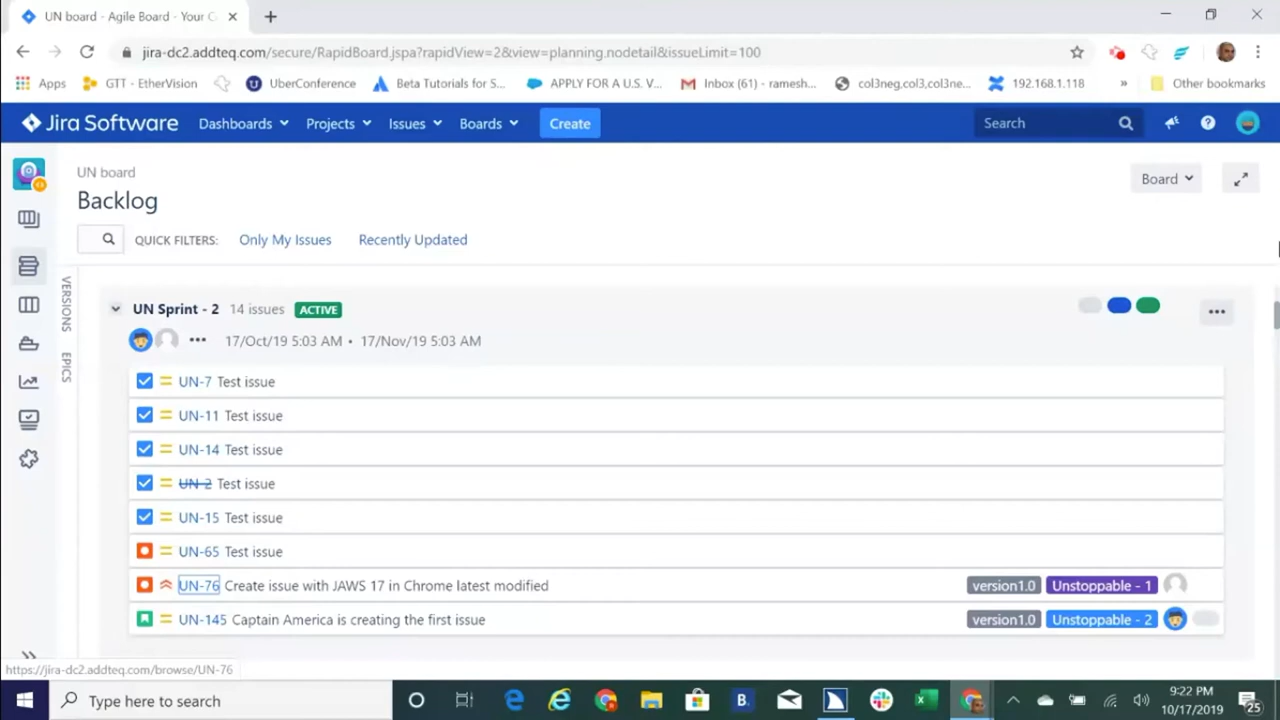 UN board - Agile Board - Your C
jira-dc2.addteq.com/secure/RapidBoard.jspa?rapidView=2&view=planning.nodetail&issueLimit=100
Apps GTT - EtherVision UberConference Beta Tutorials for S... APPLY FOR A U.S. V... Inbox (61) - ramesh... col3neg.col3,col3ne... 192.168.1.118 » Other bookmarks
Jira Software Dashboards Projects Issues Boards Create Search
UN board
Board
Backlog
QUICK FILTERS: Only My Issues Recently Updated
VERSIONS
EPICS
UN Sprint - 2 14 issues ACTIVE
17/Oct/19 5:03 AM • 17/Nov/19 5:03 AM
UN-7 Test issue
UN-11 Test issue
UN-14 Test issue
UN-2 Test issue
UN-15 Test issue
UN-65 Test issue
UN-76 Create issue with JAWS 17 in Chrome latest modified version1.0 Unstoppable - 1
UN-145 Captain America is creating the first issue version1.0 Unstoppable - 2
https://jira-dc2.addteq.com/browse/UN-76
Type here to search B. 9:22 PM
10/17/2019 25